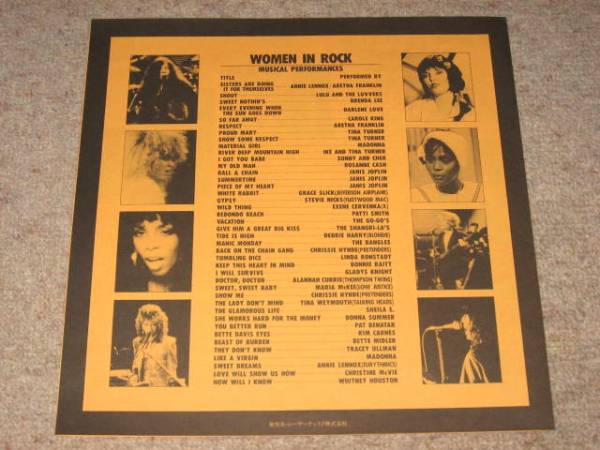 WOMEN IN ROCK
MUSICAL PERFORMANCES
TITLE PERFORMED BY
SISTERS ARE DOING
IT FOR THEMSELVES ANNIE LENNOX/ARETHA FRANKLIN
SHOUT LULU AND THE LUVVERS
SWEET NOTHIN'S BRENDA LEE
EVERY EVENING WHEN
THE SUN GOES DOWN DARLENE LOVE
SO FAR AWAY CAROLE KING
RESPECT ARETHA FRANKLIN
PROUD MARY TINA TURNER
SHOW SOME RESPECT TINA TURNER
MATERIAL GIRL MADONNA
RIVER DEEP MOUNTAIN HIGH IKE AND TINA TURNER
I GOT YOU BABE SONNY AND CHER
MY OLD MAN ROSANNE CASH
BALL & CHAIN JANIS JOPLIN
SUMMERTIME JANIS JOPLIN
PIECE OF MY HEART JANIS JOPLIN
WHITE RABBIT GRACE SLICK(JEFFERSON AIRPLANE)
GYPSY STEVIE NICKS(FLEETWOOD MAC)
WILD THING EXENE CERVENKA(X)
REDONDO BEACH PATTI SMITH
VACATION THE GO-GO'S
GIVE HIM A GREAT BIG KISS THE SHANGRI-LA'S
TIDE IS HIGH DEBBIE HARRY(BLONDIE)
MANIC MONDAY THE BANGLES
BACK ON THE CHAIN GANG CHRISSIE HYNDE(PRETENDERS)
TUMBLING DICE LINDA RONSTADT
KEEP THIS HEART IN MIND BONNIE RAITT
I WILL SURVIVE GLADYS KNIGHT
DOCTOR, DOCTOR ALANNAH CURRIE(THOMPSON TWINS)
SWEET, SWEET BABY MARIA McKEE(LONE JUSTICE)
SHOW ME CHRISSIE HYNDE(PRETENDERS)
THE LADY DON'T MIND TINA WEYMOUTH(TALKING HEADS)
THE GLAMOROUS LIFE SHEILA E.
SHE WORKS HARD FOR THE MONEY DONNA SUMMER
YOU BETTER RUN PAT BENATAR
BETTE DAVIS EYES KIM CARNES
BEAST OF BURDEN BETTE MIDLER
THEY DON'T KNOW TRACEY ULLMAN
LIKE A VIRGIN MADONNA
SWEET DREAMS ANNIE LENNOX(EURYTHMICS)
LOVE WILL SHOW US HOW CHRISTINE McVIE
HOW WILL I KNOW WHITNEY HOUSTON